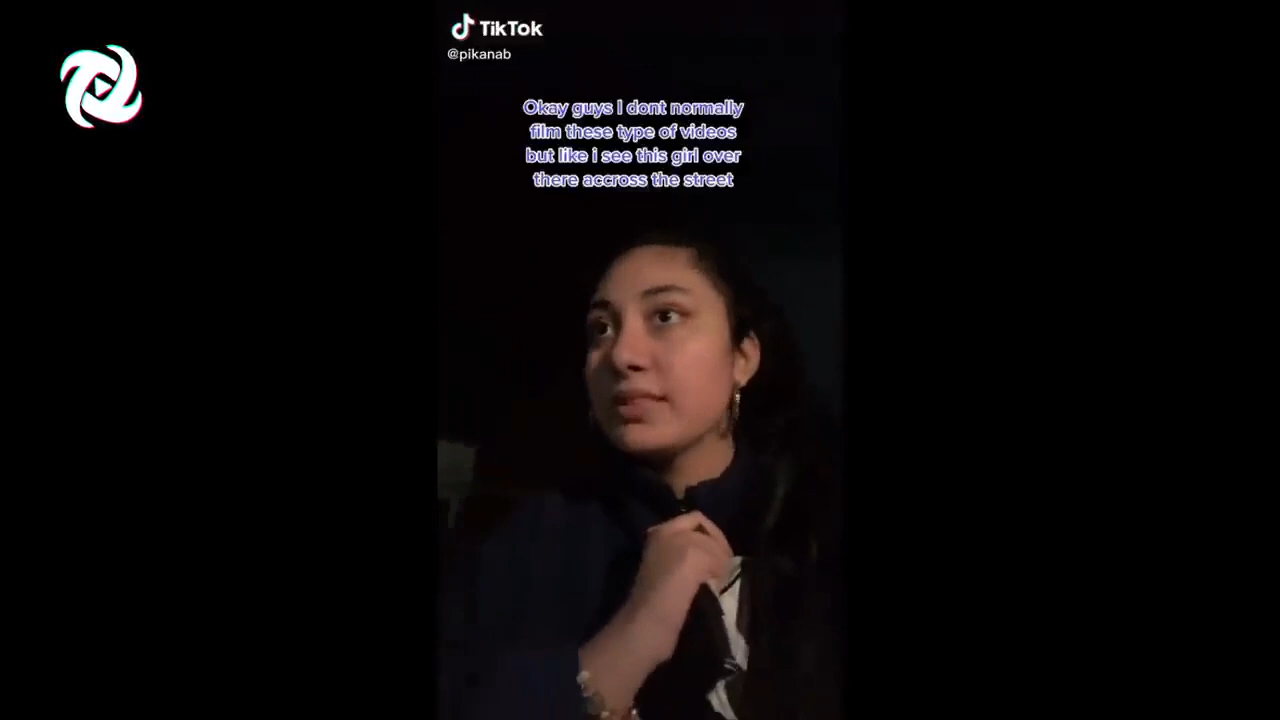 TikTok
@pikanab
Okay guys I dont normally
film these type of videos
but like i see this girl over
there accross the street